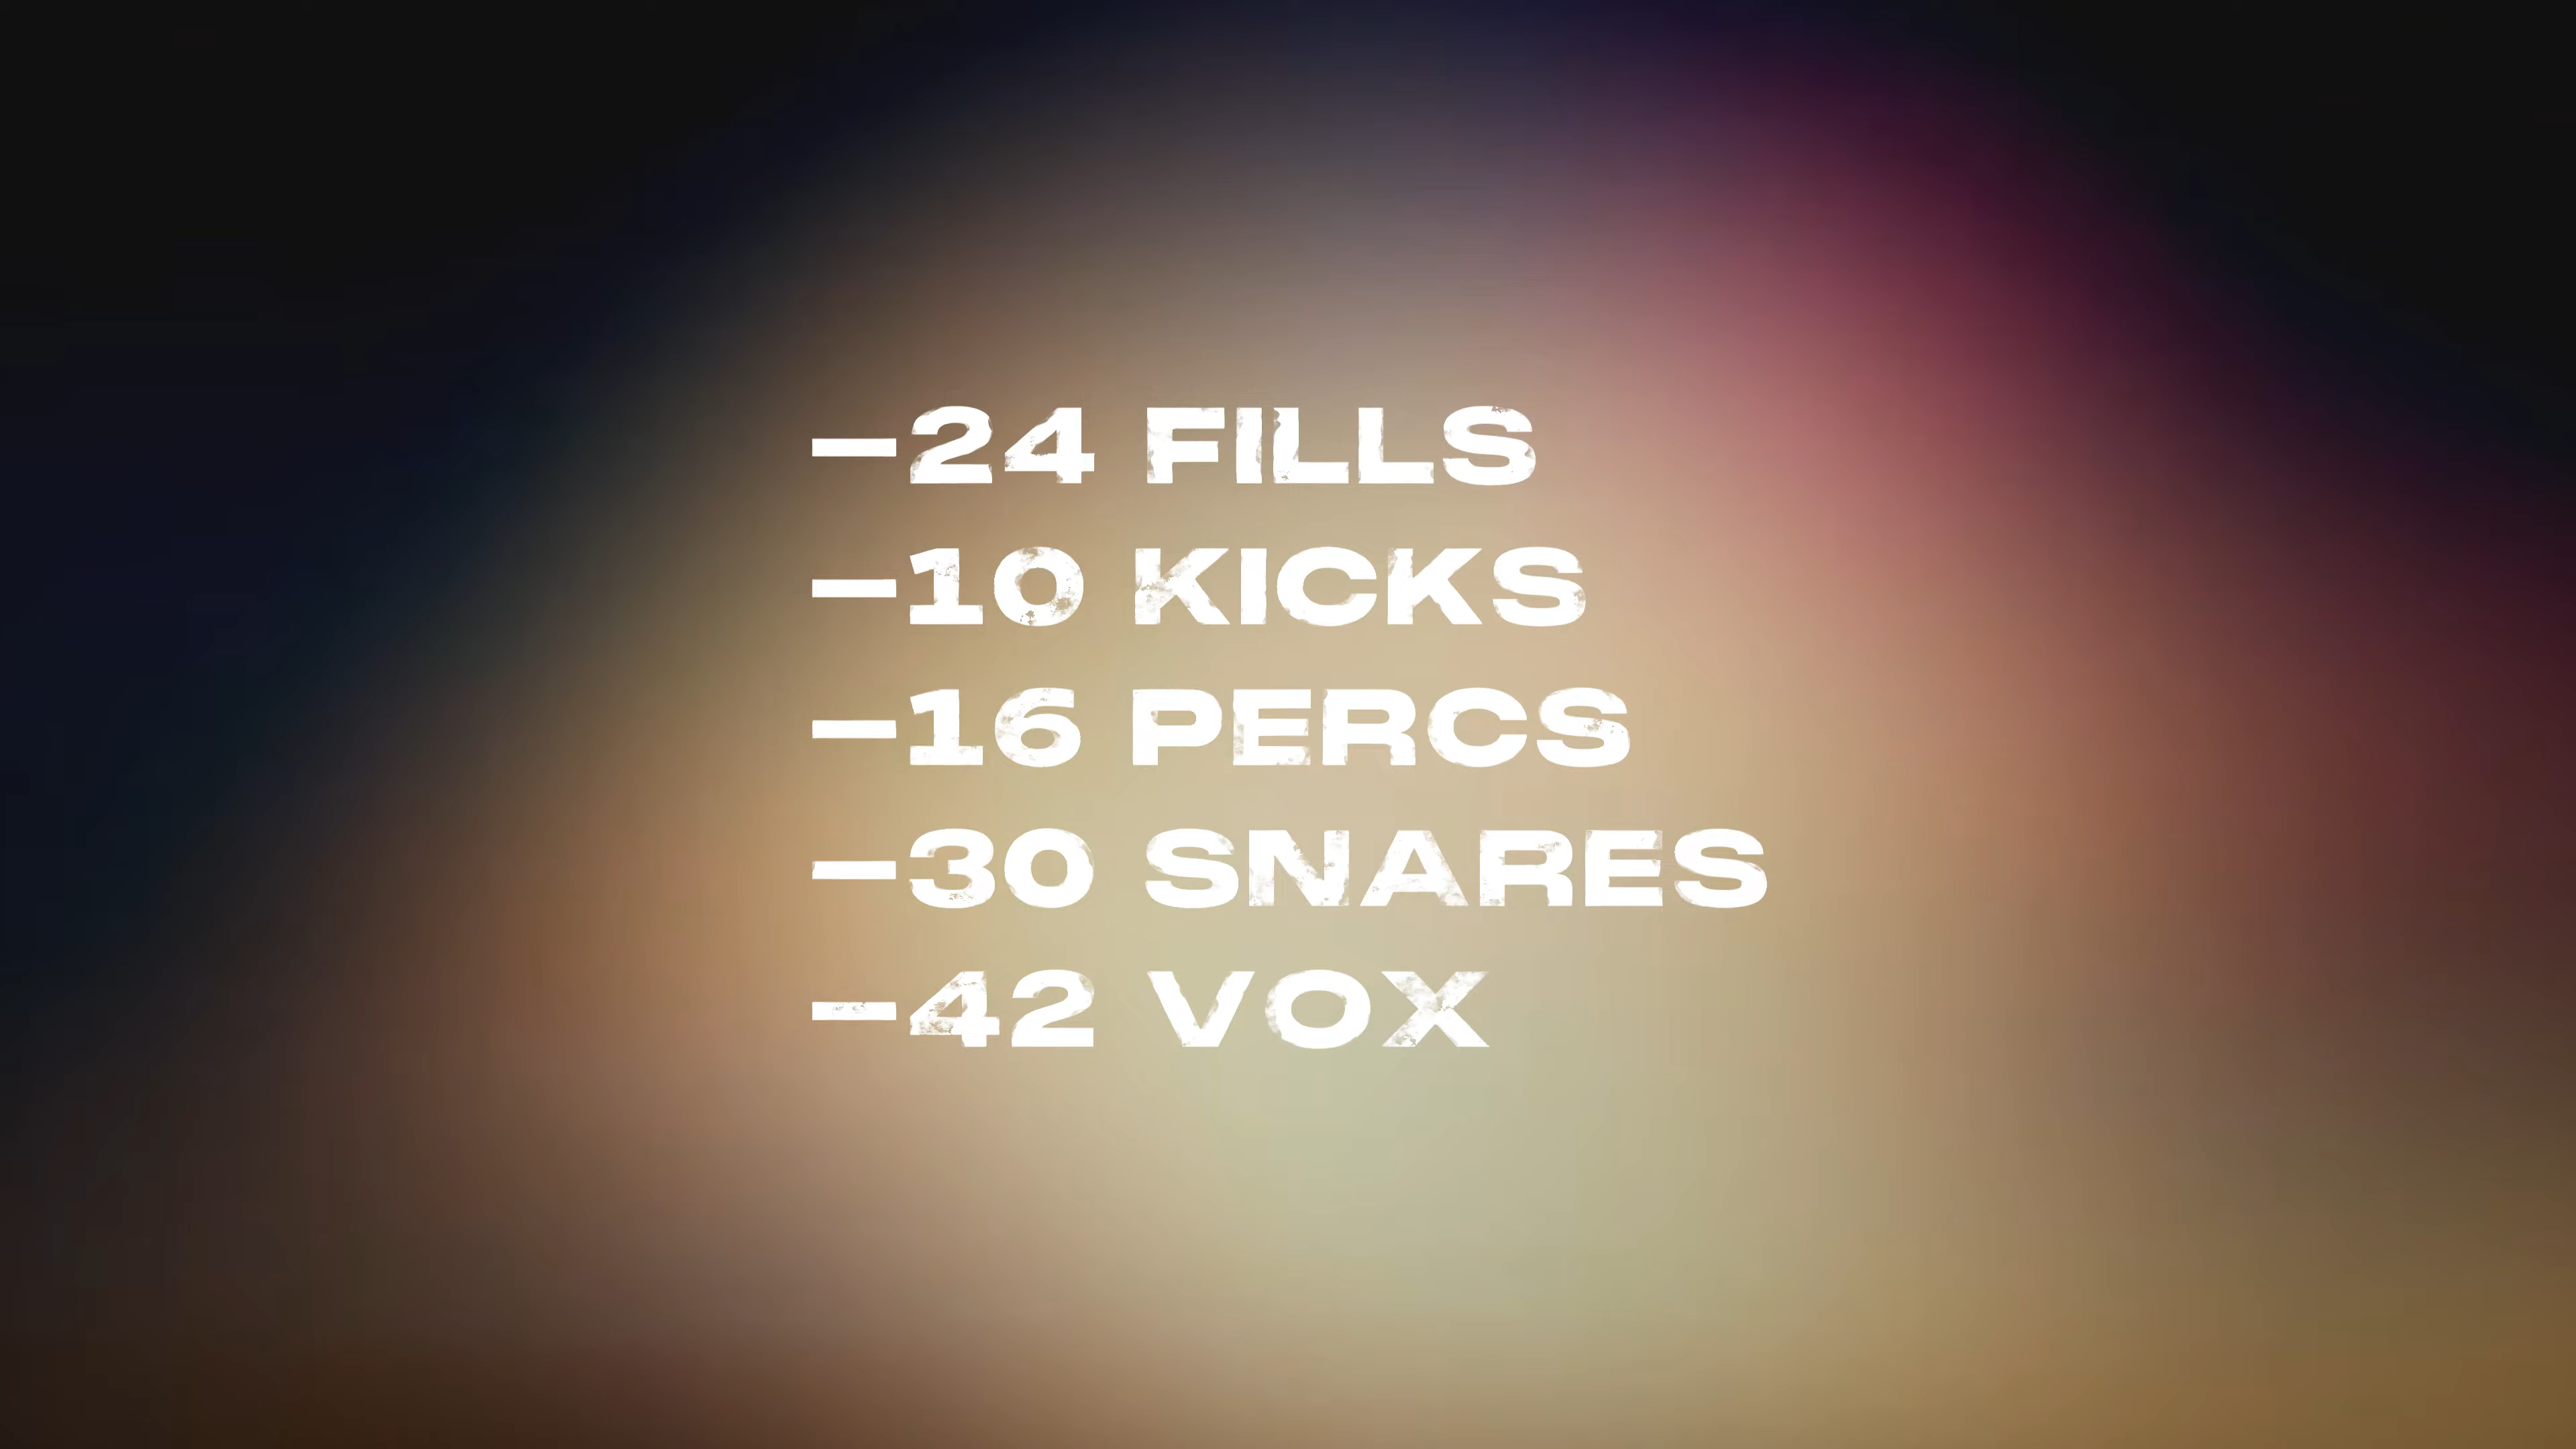 –24 FILLS
–10 KICKS
–16 PERCS
–30 SNARES
–42 VOX